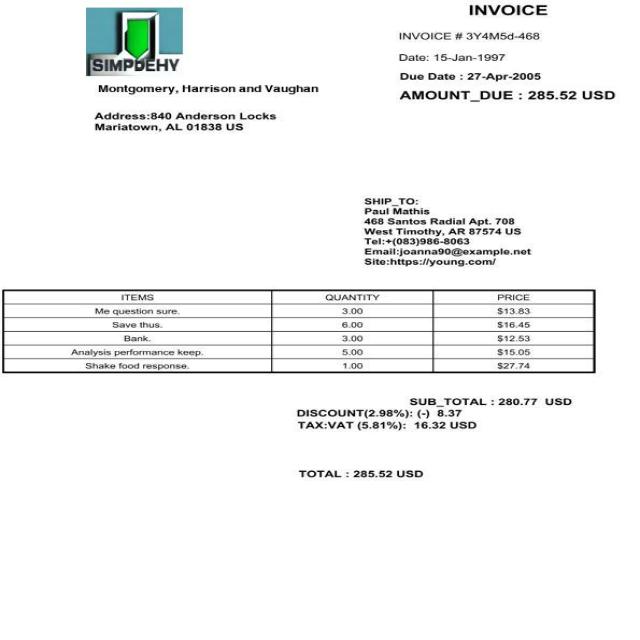 INVOICE
INVOICE # 3Y4M5d-468
Date: 15-Jan-1997
Due Date : 27-Apr-2005
AMOUNT_DUE : 285.52 USD
SIMPDEHY
Montgomery, Harrison and Vaughan
Address:840 Anderson Locks
Mariatown, AL 01838 US
SHIP_TO:
Paul Mathis
468 Santos Radial Apt. 708
West Timothy, AR 87574 US
Tel:+(083)986-8063
Email:joanna90@example.net
Site:https://young.com/
ITEMS QUANTITY PRICE
Me question sure. 3.00 $13.83
Save thus. 6.00 $16.45
Bank. 3.00 $12.53
Analysis performance keep. 5.00 $15.05
Shake food response. 1.00 $27.74
SUB_TOTAL : 280.77 USD
DISCOUNT(2.98%): (-) 8.37
TAX:VAT (5.81%): 16.32 USD
TOTAL : 285.52 USD